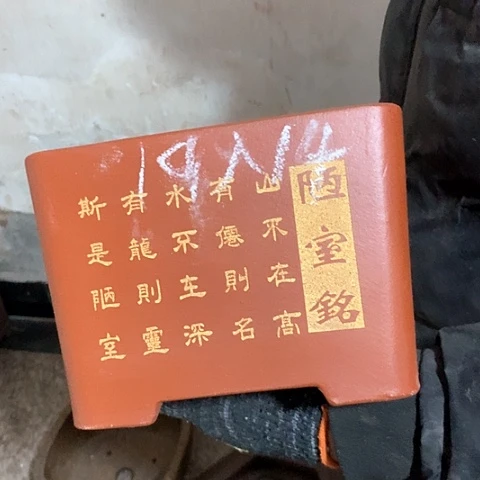 陋室銘
山不在高
有僊則名
水不在深
有龍則靈
斯是陋室